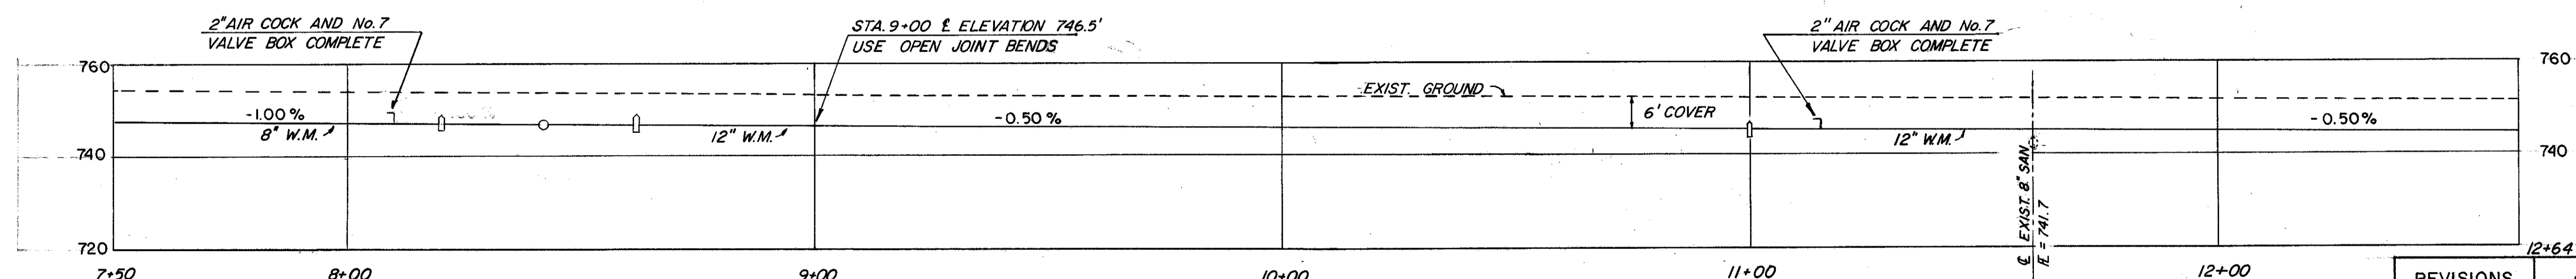 2" AIR COCK AND No. 7
VALVE BOX COMPLETE
STA. 9+00 ℄ ELEVATION 746.5'
USE OPEN JOINT BENDS
2" AIR COCK AND No. 7
VALVE BOX COMPLETE
760
760
EXIST. GROUND
-1.00 %
-0.50 %
6' COVER
-0.50 %
8" W.M.
12" W.M.
12" W.M.
740
740
℄ EXIST. 8" SAN.
IE = 741.7
720
12+64
7+50
8+00
9+00
10+00
11+00
12+00
REVISIONS